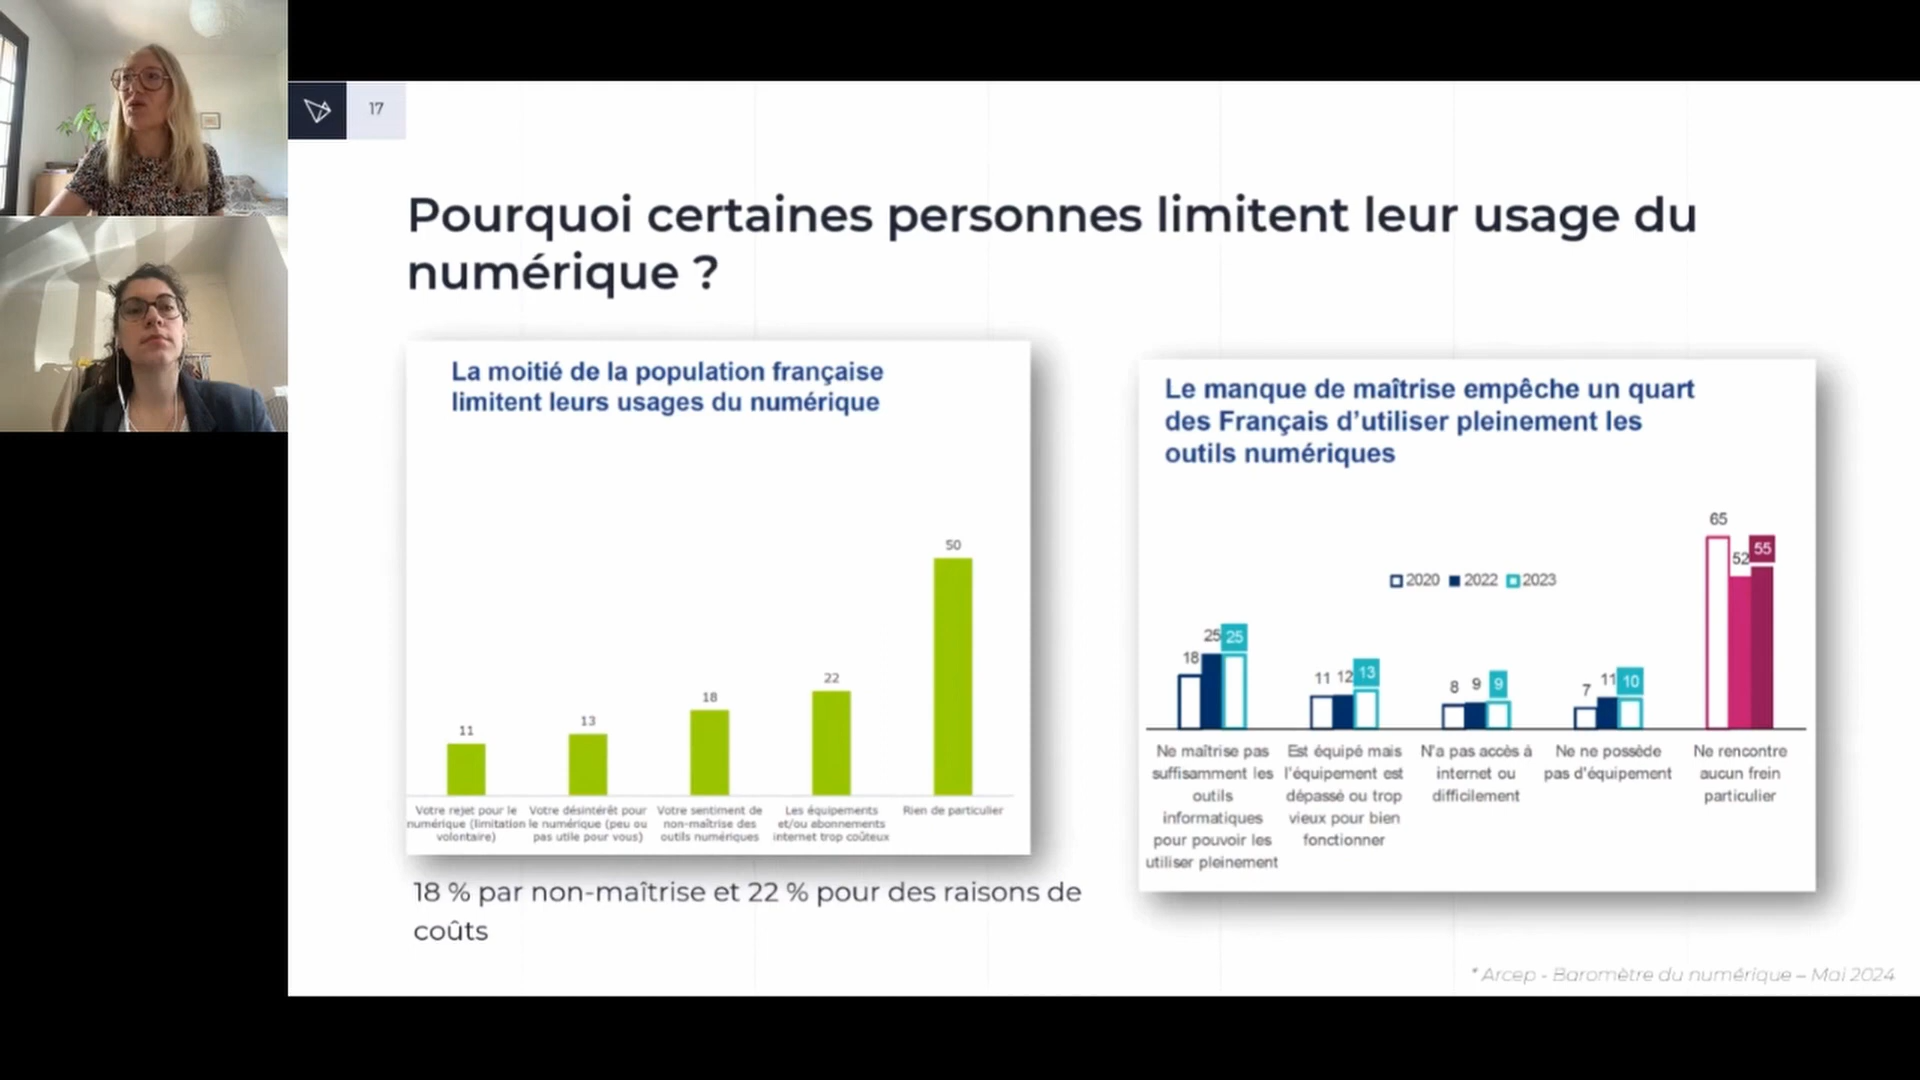 17
Pourquoi certaines personnes limitent leur usage du
numérique ?
La moitié de la population française
limitent leurs usages du numérique
11
13
18
22
50
Votre rejet pour le
numérique (limitation
volontaire)
Votre désintérêt pour
le numérique (peu ou
pas utile pour vous)
Votre sentiment de
non-maîtrise des
outils numériques
Les équipements
et/ou abonnements
internet trop coûteux
Rien de particulier
18 % par non-maîtrise et 22 % pour des raisons de
coûts
Le manque de maîtrise empêche un quart
des Français d’utiliser pleinement les
outils numériques
2020 2022 2023
18 25 25
11 12 13
8 9 9
7 11 10
65 52 55
Ne maîtrise pas
suffisamment les
outils
informatiques
pour pouvoir les
utiliser pleinement
Est équipé mais
l'équipement est
dépassé ou trop
vieux pour bien
fonctionner
N'a pas accès à
internet ou
difficilement
Ne ne possède
pas d'équipement
Ne rencontre
aucun frein
particulier
* Arcep - Baromètre du numérique – Mai 2024